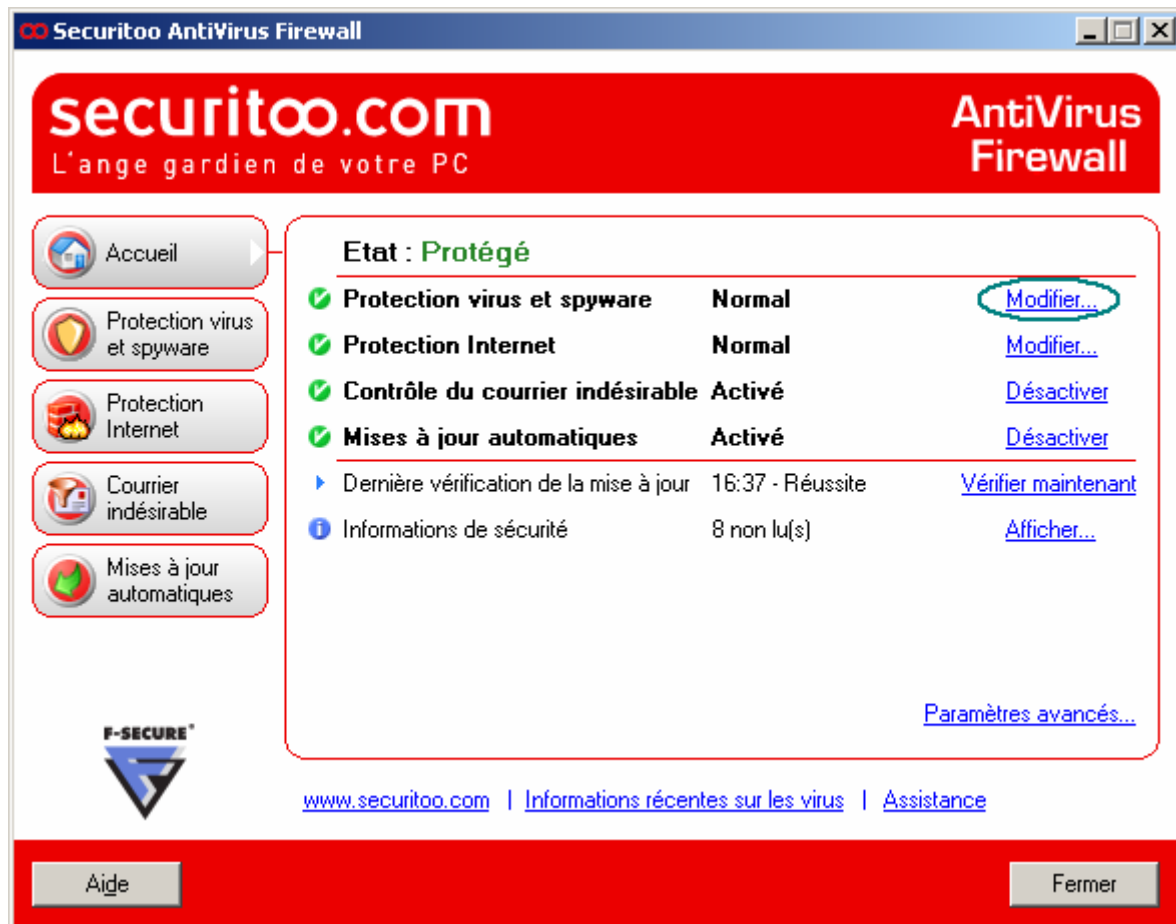 Securitoo AntiVirus Firewall
securitoo.com
L'ange gardien de votre PC
AntiVirus
Firewall
Accueil
Protection virus
et spyware
Protection
Internet
Courrier
indésirable
Mises à jour
automatiques
F-SECURE®
Etat : Protégé
Protection virus et spyware Normal Modifier...
Protection Internet Normal Modifier...
Contrôle du courrier indésirable Activé Désactiver
Mises à jour automatiques Activé Désactiver
Dernière vérification de la mise à jour 16:37 - Réussite Vérifier maintenant
Informations de sécurité 8 non lu(s) Afficher...
Paramètres avancés...
www.securitoo.com | Informations récentes sur les virus | Assistance
Aide Fermer